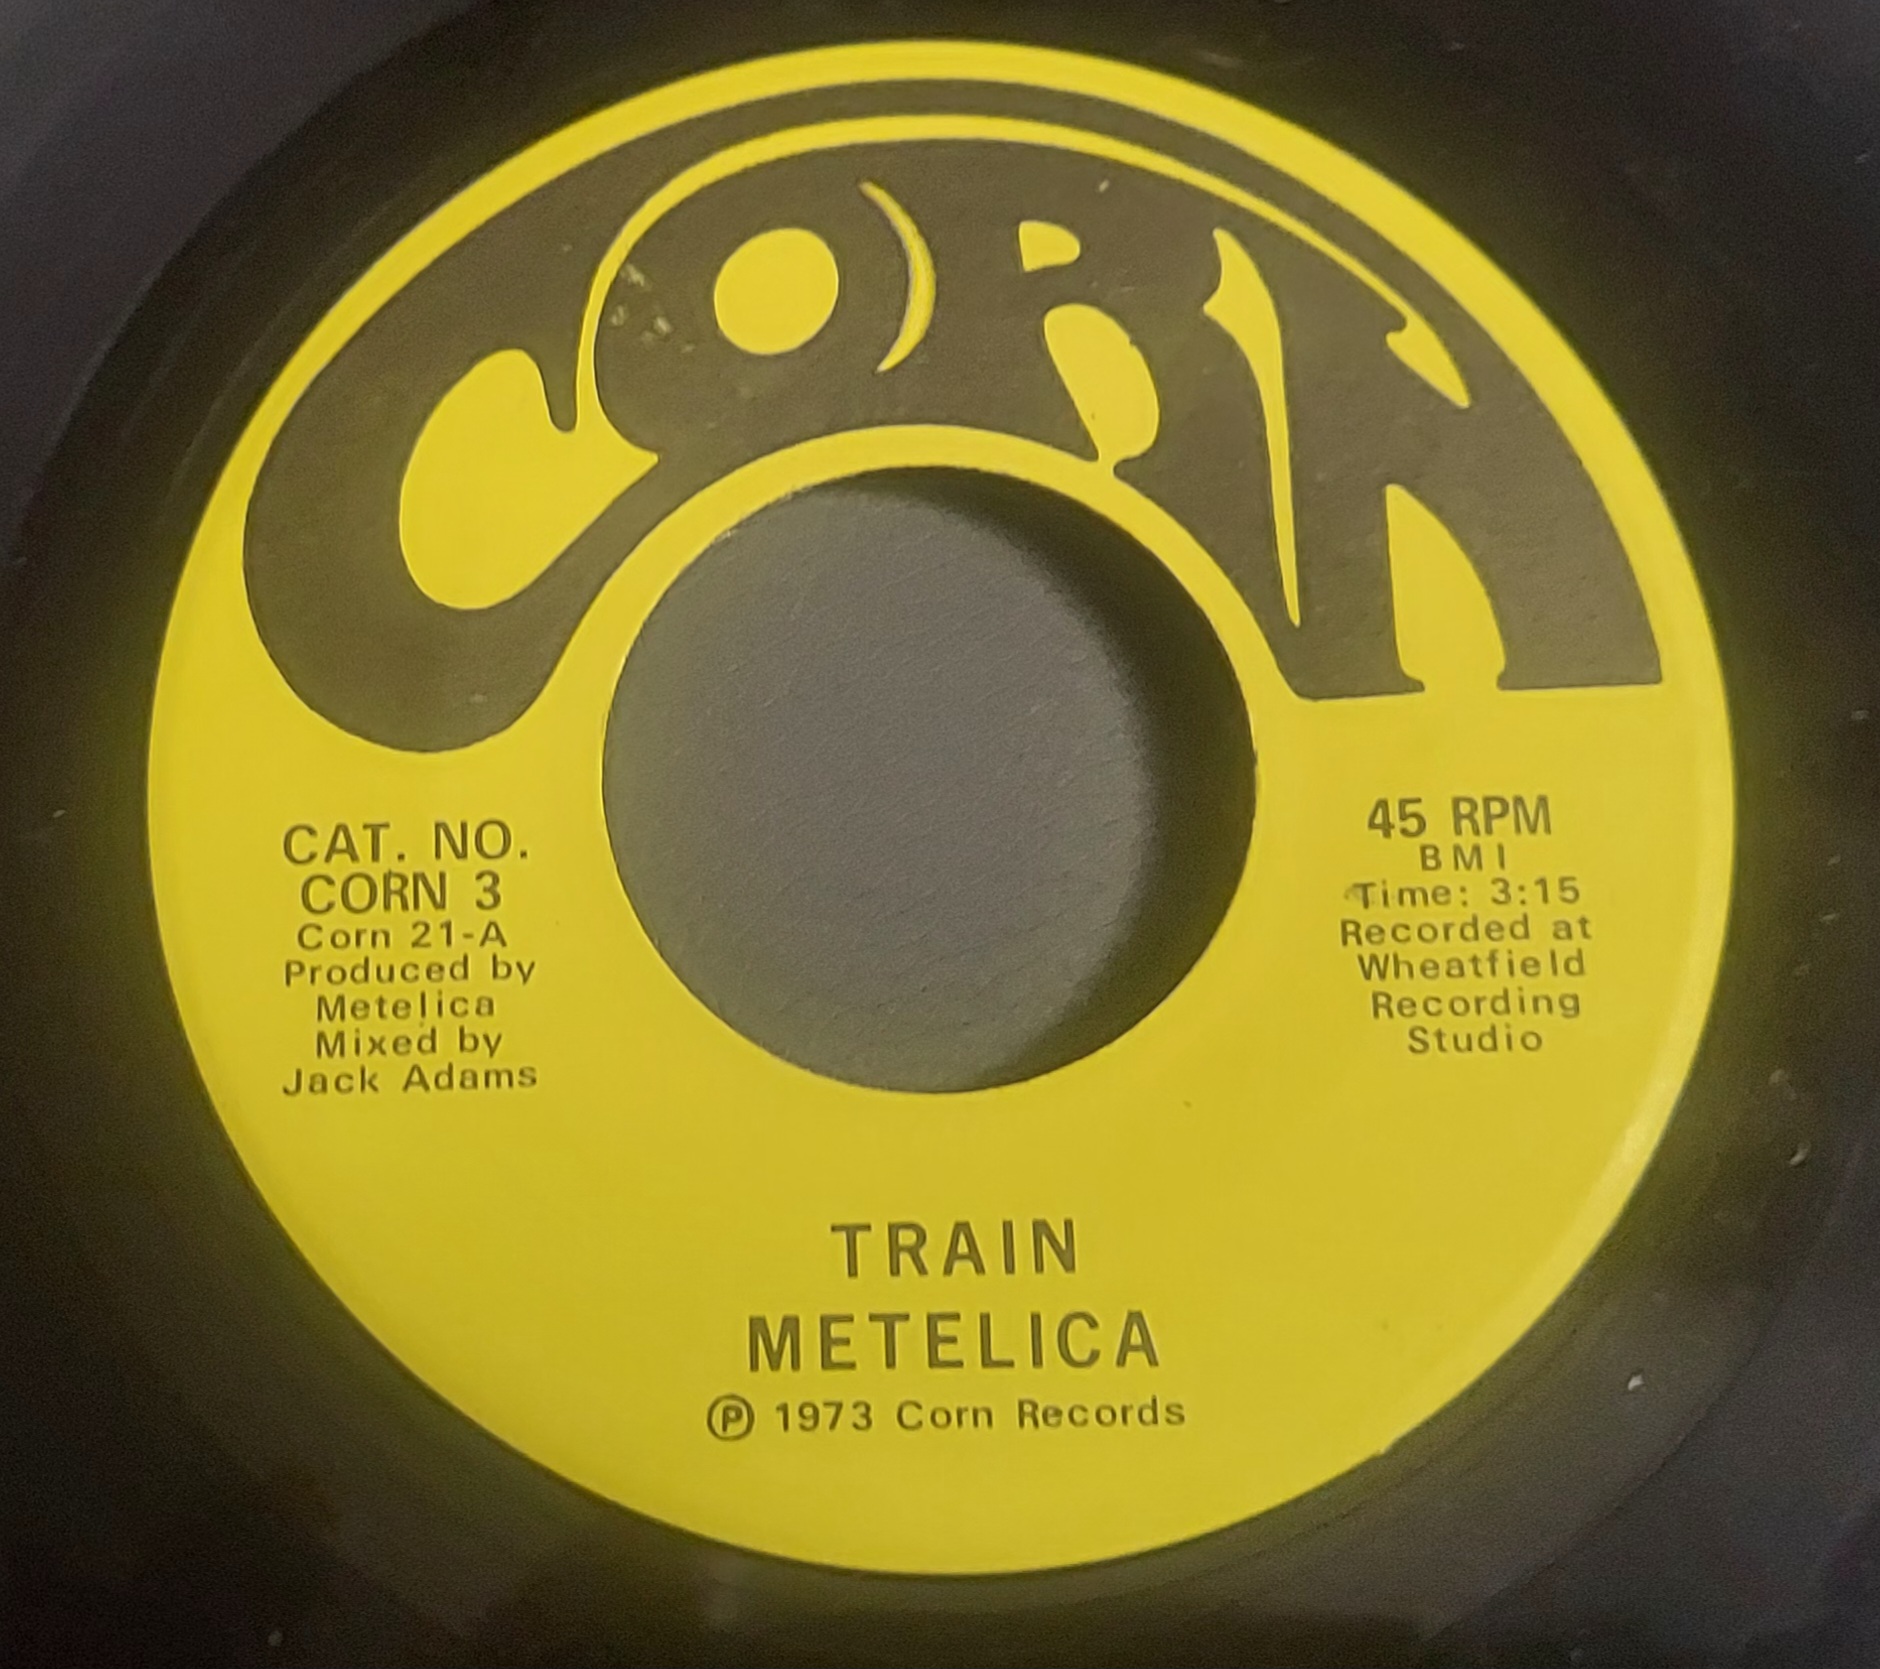 CORN
CAT. NO.
CORN 3
Corn 21-A
Produced by
Metelica
Mixed by
Jack Adams
45 RPM
BMI
Time: 3:15
Recorded at
Wheatfield
Recording
Studio
TRAIN
METELICA
℗ 1973 Corn Records